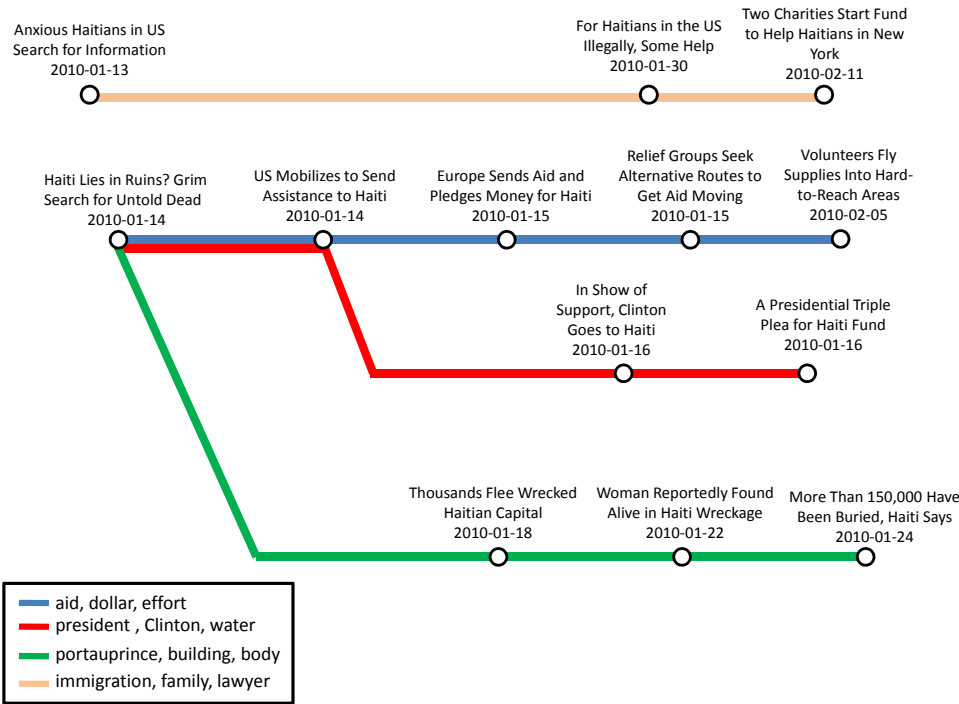 Anxious Haitians in US
Search for Information
2010-01-13
For Haitians in the US
Illegally, Some Help
2010-01-30
Two Charities Start Fund
to Help Haitians in New
York
2010-02-11
Haiti Lies in Ruins? Grim
Search for Untold Dead
2010-01-14
US Mobilizes to Send
Assistance to Haiti
2010-01-14
Europe Sends Aid and
Pledges Money for Haiti
2010-01-15
Relief Groups Seek
Alternative Routes to
Get Aid Moving
2010-01-15
Volunteers Fly
Supplies Into Hard-
to-Reach Areas
2010-02-05
In Show of
Support, Clinton
Goes to Haiti
2010-01-16
A Presidential Triple
Plea for Haiti Fund
2010-01-16
Thousands Flee Wrecked
Haitian Capital
2010-01-18
Woman Reportedly Found
Alive in Haiti Wreckage
2010-01-22
More Than 150,000 Have
Been Buried, Haiti Says
2010-01-24
aid, dollar, effort
president , Clinton, water
portauprince, building, body
immigration, family, lawyer